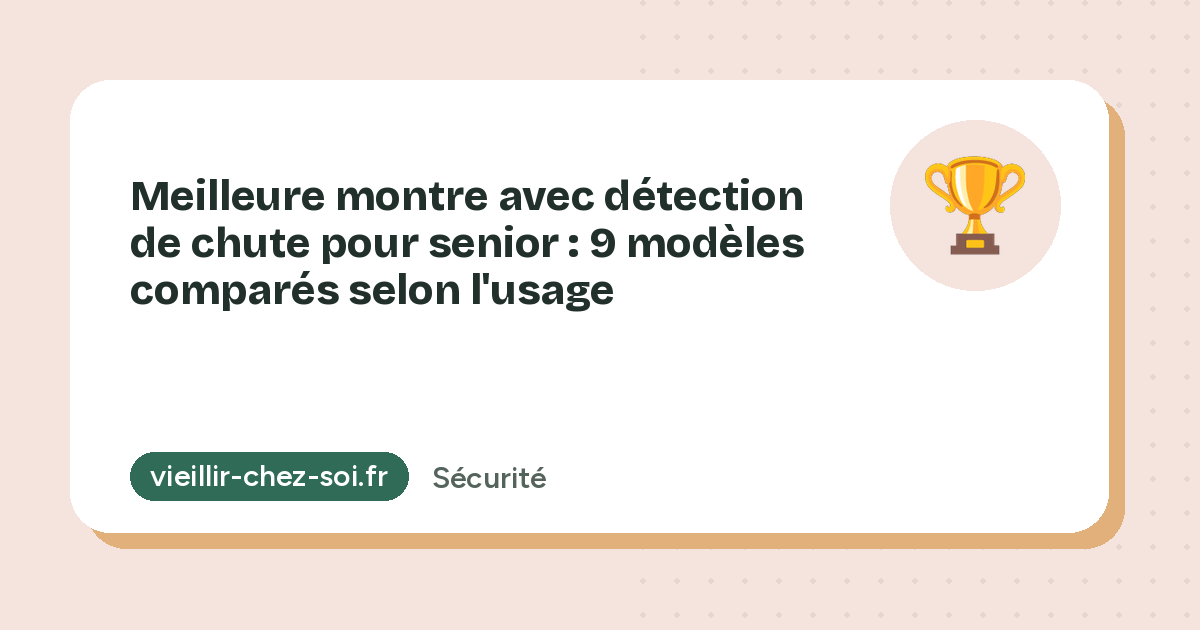 Meilleure montre avec détection
de chute pour senior : 9 modèles
comparés selon l'usage
vieillir-chez-soi.fr
Sécurité